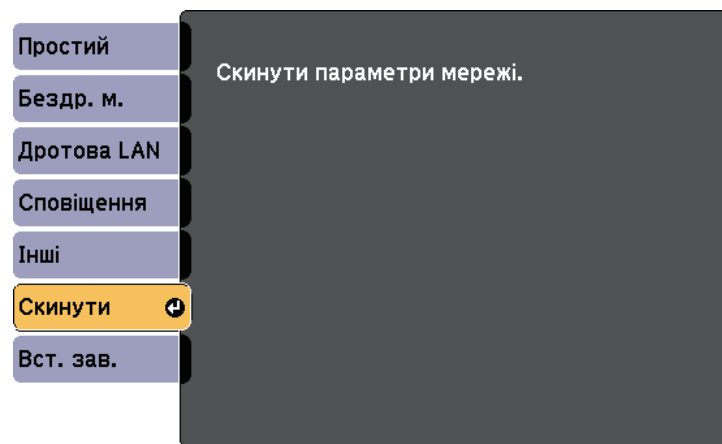 Простий
Бездр. м.
Дротова LAN
Сповіщення
Інші
Скинути
Вст. зав.
Скинути параметри мережі.